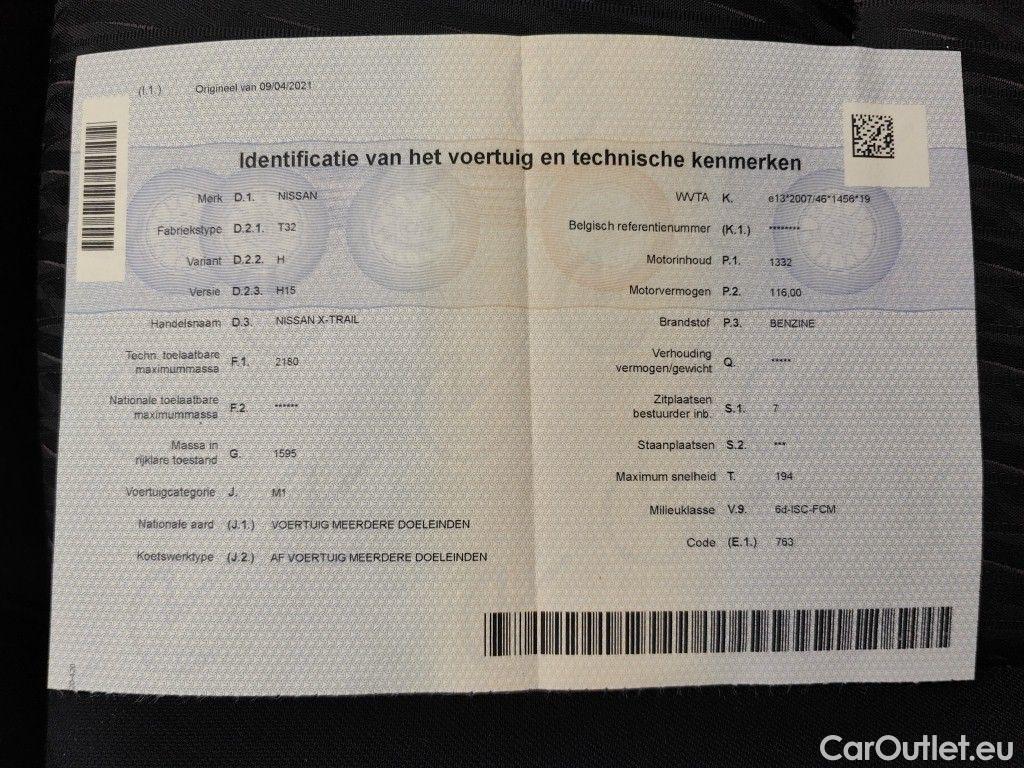 (I.1.) Origineel van 09/04/2021
Identificatie van het voertuig en technische kenmerken
Merk D.1. NISSAN
Fabriekstype D.2.1. T32
Variant D.2.2. H
Versie D.2.3. H15
Handelsnaam D.3. NISSAN X-TRAIL
Techn. toelaatbare
maximummassa F.1. 2180
Nationale toelaatbare
maximummassa F.2. ******
Massa in
rijklare toestand G. 1595
Voertuigcategorie J. M1
Nationale aard (J.1.) VOERTUIG MEERDERE DOELEINDEN
Koetswerktype (J.2.) AF VOERTUIG MEERDERE DOELEINDEN
WVTA K. e13*2007/46*1456*19
Belgisch referentienummer (K.1.) ********
Motorinhoud P.1. 1332
Motorvermogen P.2. 116,00
Brandstof P.3. BENZINE
Verhouding
vermogen/gewicht Q. *****
Zitplaatsen
bestuurder inb. S.1. 7
Staanplaatsen S.2. ***
Maximum snelheid T. 194
Milieuklasse V.9. 6d-ISC-FCM
Code (E.1.) 763
CarOutlet.eu